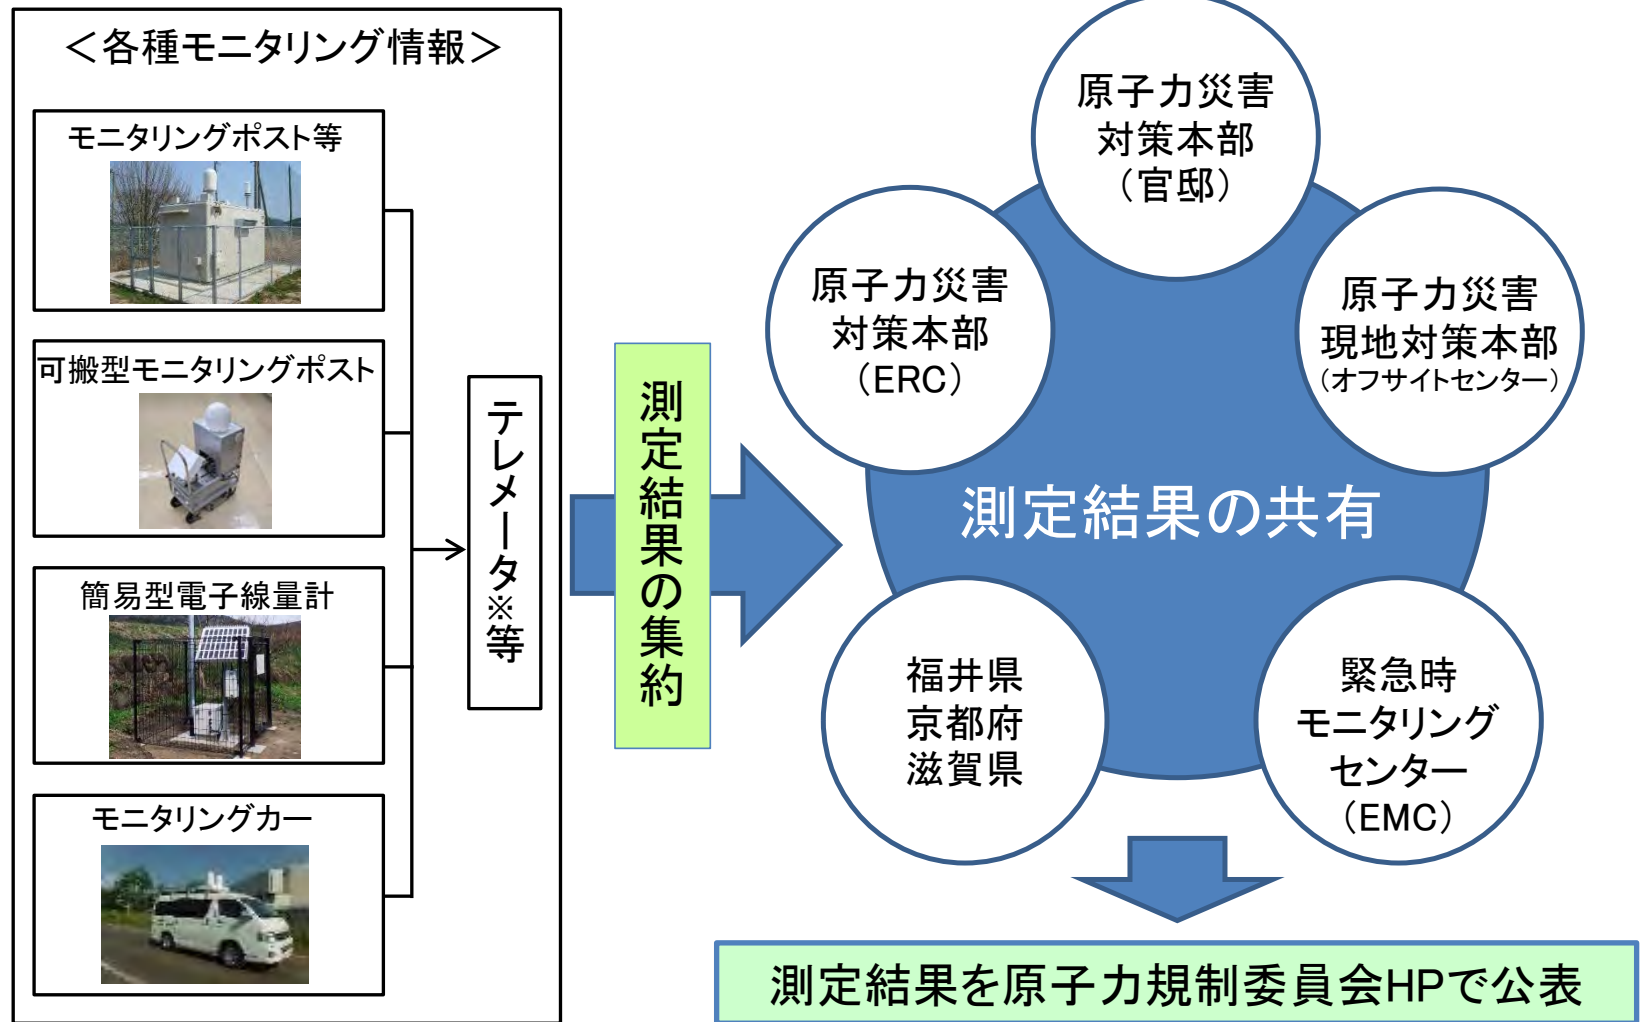 ＜各種モニタリング情報＞
モニタリングポスト等
可搬型モニタリングポスト
簡易型電子線量計
モニタリングカー
テレメータ※等
測定結果の集約
原子力災害
対策本部
（官邸）
原子力災害
対策本部
（ERC）
原子力災害
現地対策本部
（オフサイトセンター）
測定結果の共有
福井県
京都府
滋賀県
緊急時
モニタリング
センター
（EMC）
測定結果を原子力規制委員会HPで公表